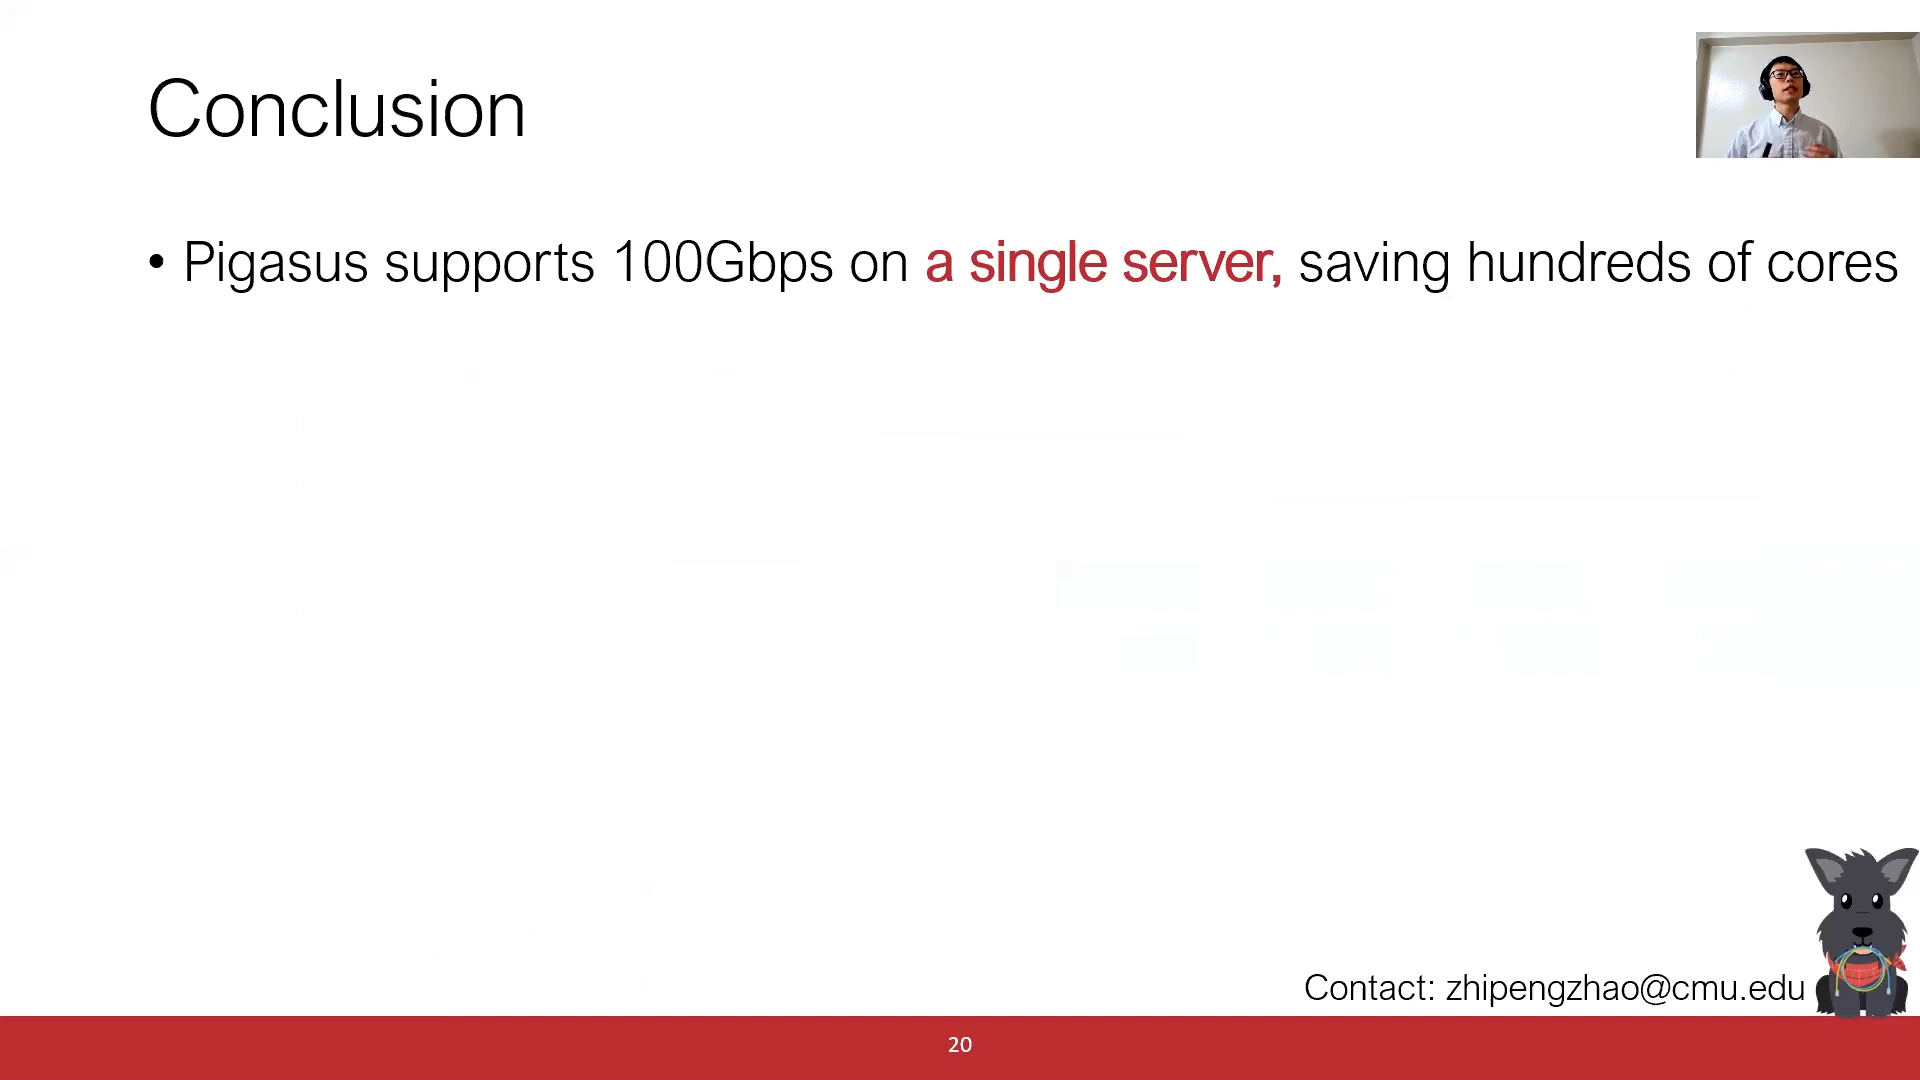 Conclusion
• Pigasus supports 100Gbps on a single server, saving hundreds of cores
Contact: zhipengzhao@cmu.edu
20